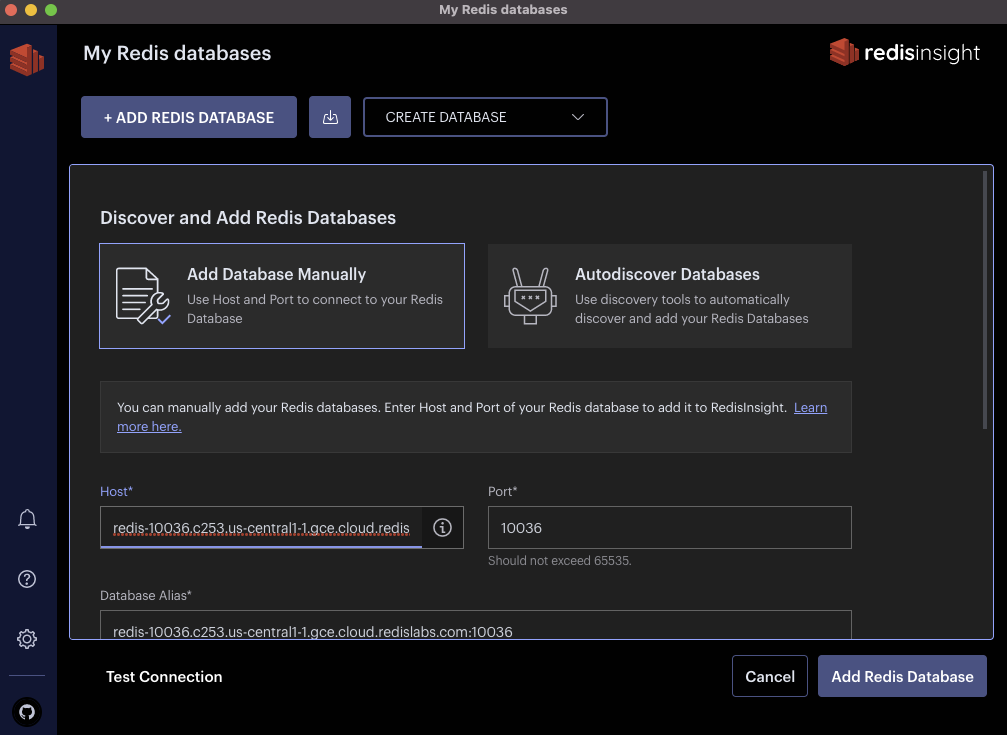 My Redis databases
My Redis databases
redisinsight
+ ADD REDIS DATABASE
CREATE DATABASE
Discover and Add Redis Databases
Add Database Manually
Use Host and Port to connect to your Redis
Database
Autodiscover Databases
Use discovery tools to automatically
discover and add your Redis Databases
You can manually add your Redis databases. Enter Host and Port of your Redis database to add it to RedisInsight. Learn
more here.
Host*
Port*
redis-10036.c253.us-central1-1.gce.cloud.redis
10036
Should not exceed 65535.
Database Alias*
redis-10036.c253.us-central1-1.gce.cloud.redislabs.com:10036
Test Connection
Cancel
Add Redis Database